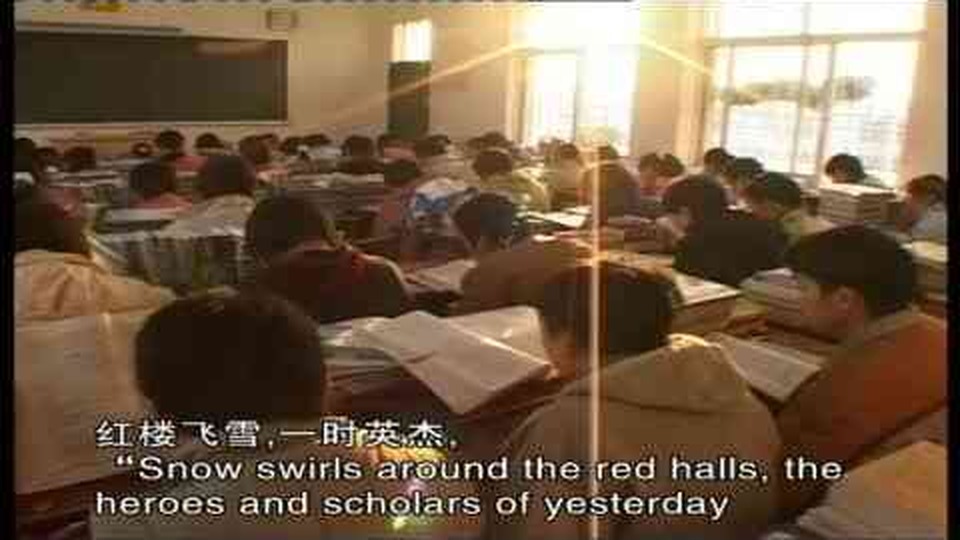 红楼飞雪,一时英杰,
“Snow swirls around the red halls, the
heroes and scholars of yesterday